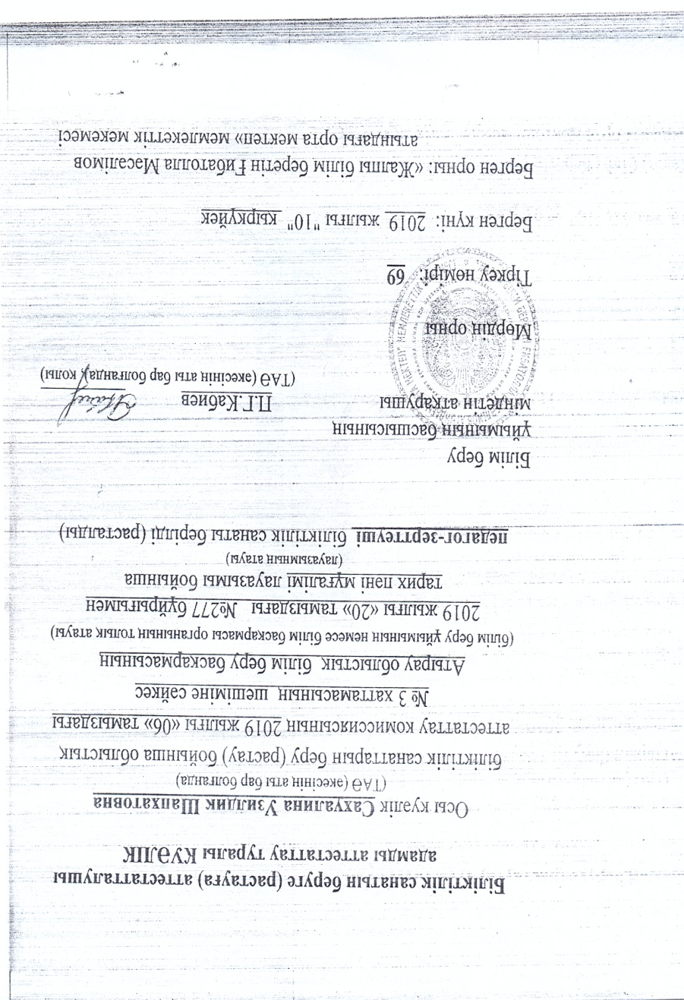 Біліктілік санатын беруге (растауға) аттестатталушы
адамды аттестаттау туралы КУӘЛІК
Осы куәлік Сахуалина Уэилдик Шапхатовна
(ТАӘ (әкесінің аты бар болғанда)
біліктілік санаттарын беру (растау) бойынша облыстық
аттестаттау комиссиясының 2019 жылғы «06» тамыздағы
№ 3 хаттамасының шешіміне сәйкес
Атырау облыстық білім беру басқармасының
(білім беру ұйымының немесе білім басқармасы органының толық атауы)
2019 жылғы «20» тамыздағы №277 бұйрығымен
тарих пәні мұғалімі лауазымы бойынша
(лауазымның атауы)
педагог-зерттеуші біліктілік санаты берілді (расталды)
Білім беру
ұйымының басшысының
міндетін атқарушы П.Г.Кабиев
(ТАӘ (әкесінің аты бар болғанда), қолы)
Мөрдің орны
Тіркеу нөмірі: 69
Берген күні: 2019 жылғы "10" қыркүйек
Берген орны: «Жалпы білім беретін Ғибатолла Мәсәлімов
атындағы орта мектеп» мемлекеттік мекемесі